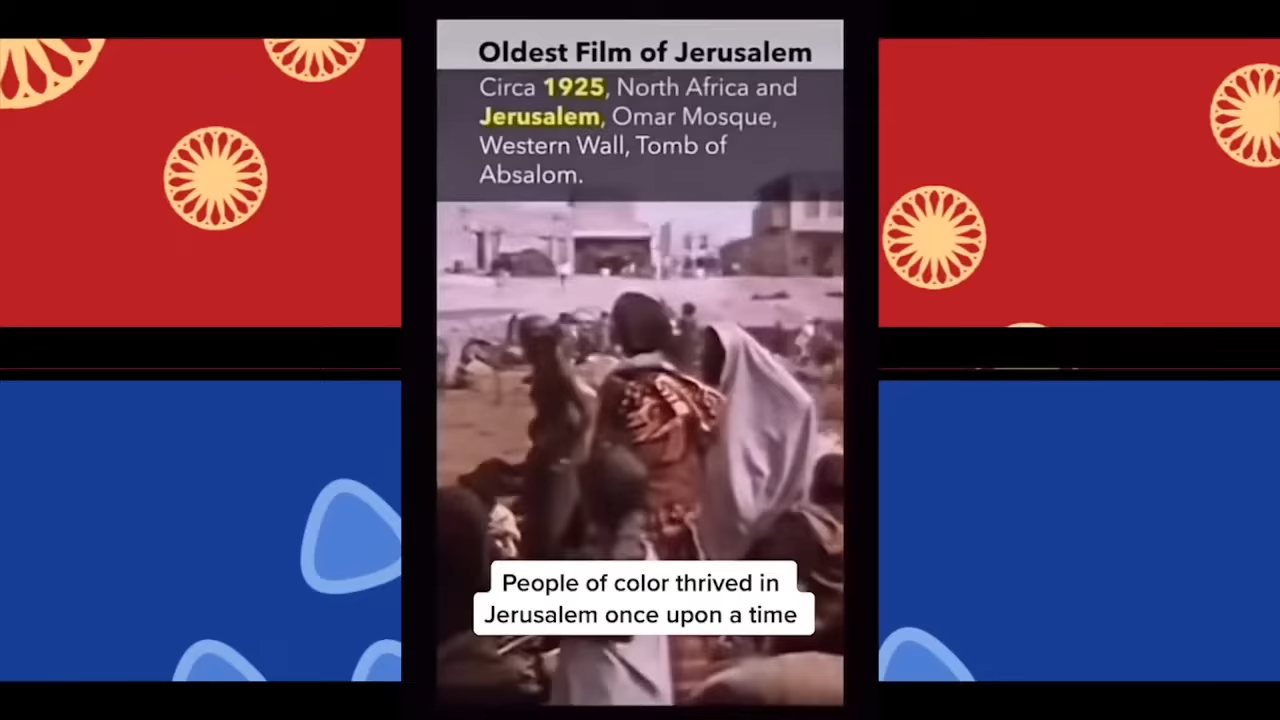 Oldest Film of Jerusalem
Circa 1925, North Africa and
Jerusalem, Omar Mosque,
Western Wall, Tomb of
Absalom.
People of color thrived in
Jerusalem once upon a time